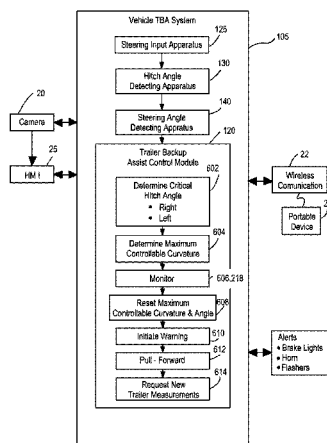 Vehicle TBA System
125
Steering Input Apparatus
105
130
Hitch Angle
Detecting Apparatus
20
140
Camera
Steering Angle
Detecting Apparatus
120
Trailer Backup
Assist Control Module
25
HMI
602
22
Determine Critical
Hitch Angle
• Right
• Left
Wireless
Comunication
Portable
Device
604
Determine Maximum
Controllable Curvature
Monitor
606,218
Reset Maximum
Controllable Curvature & Angle
608
Initiate Warning
610
Pull - Forward
612
Request New
Trailer Measurements
614
Alerts
• Brake Lights
• Horn
• Flashers